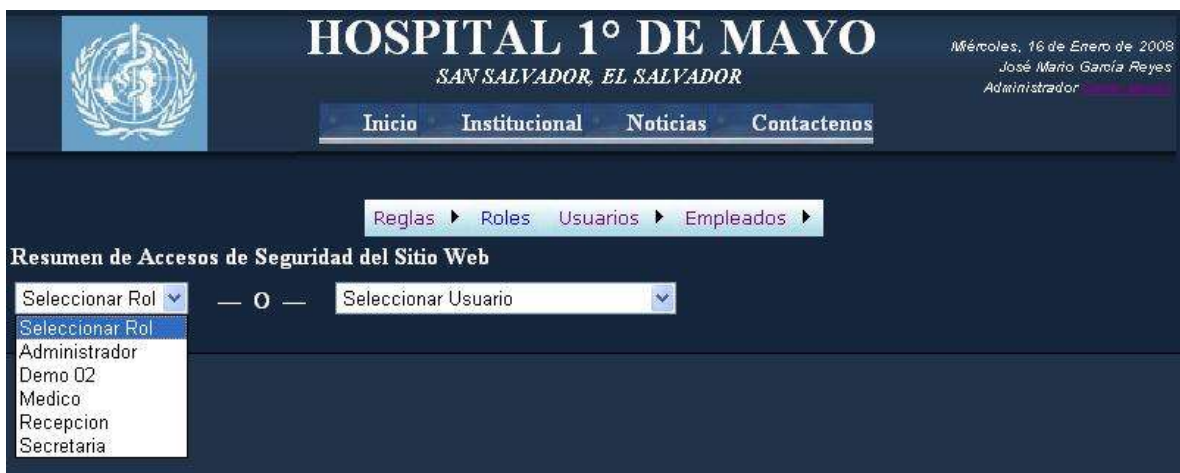 HOSPITAL 1º DE MAYO
SAN SALVADOR, EL SALVADOR
Miércoles, 16 de Enero de 2008
José Mario García Reyes
Administrador
Inicio Institucional Noticias Contactenos
Reglas Roles Usuarios Empleados
Resumen de Accesos de Seguridad del Sitio Web
Seleccionar Rol — O — Seleccionar Usuario
Seleccionar Rol
Administrador
Demo 02
Medico
Recepcion
Secretaria